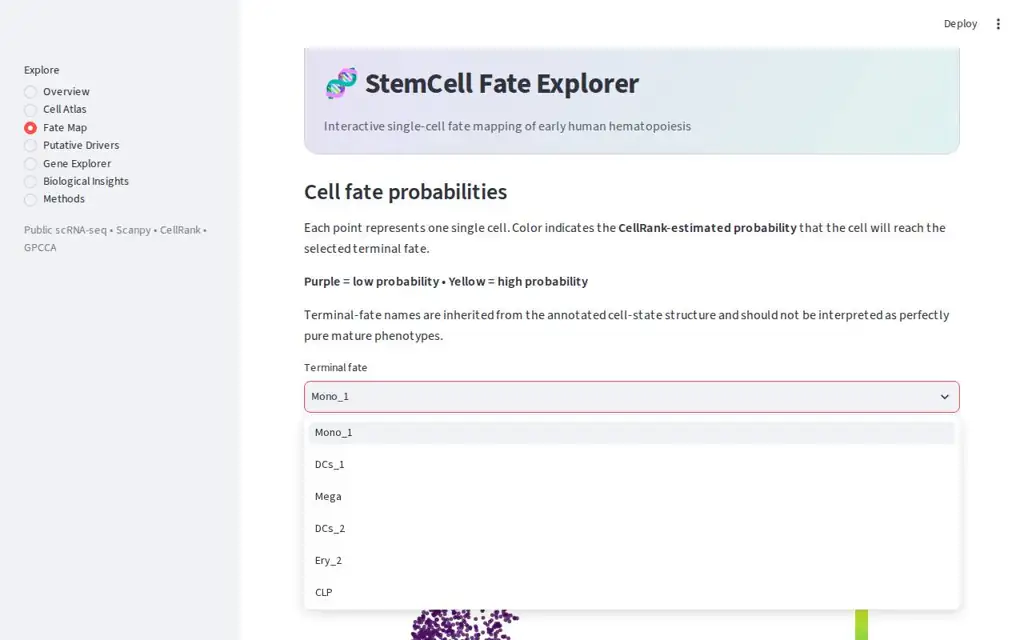 Deploy
Explore
Overview
Cell Atlas
Fate Map
Putative Drivers
Gene Explorer
Biological Insights
Methods
Public scRNA-seq • Scanpy • CellRank •
GPCCA
StemCell Fate Explorer
Interactive single-cell fate mapping of early human hematopoiesis
Cell fate probabilities
Each point represents one single cell. Color indicates the CellRank-estimated probability that the cell will reach the
selected terminal fate.
Purple = low probability • Yellow = high probability
Terminal-fate names are inherited from the annotated cell-state structure and should not be interpreted as perfectly
pure mature phenotypes.
Terminal fate
Mono_1
Mono_1
DCs_1
Mega
DCs_2
Ery_2
CLP